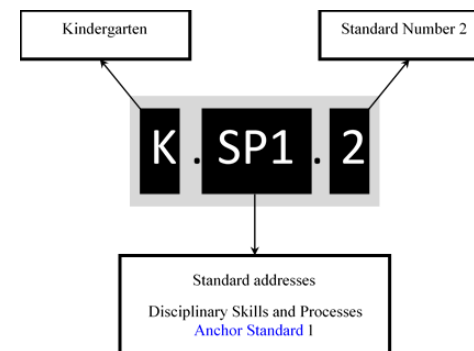 Kindergarten
Standard Number 2
K.SP1.2
Standard addresses
Disciplinary Skills and Processes
Anchor Standard 1